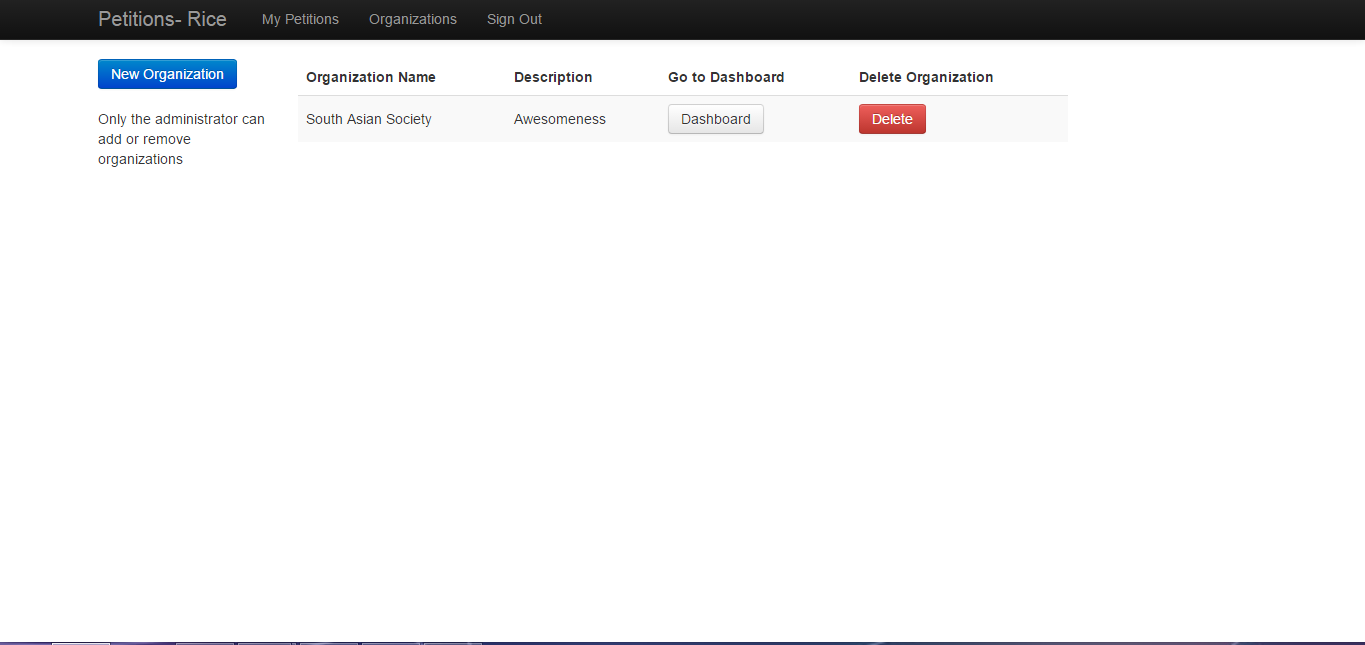 Petitions- Rice My Petitions Organizations Sign Out
New Organization
Only the administrator can
add or remove
organizations
Organization Name Description Go to Dashboard Delete Organization
South Asian Society Awesomeness Dashboard Delete